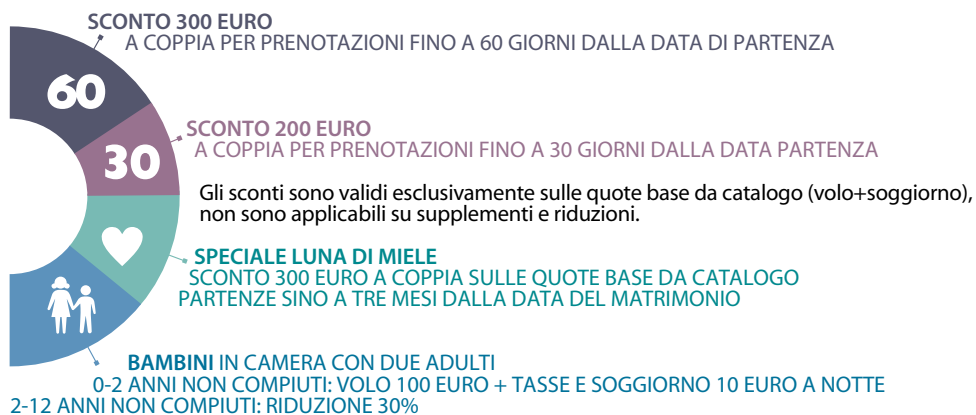 SCONTO 300 EURO
A COPPIA PER PRENOTAZIONI FINO A 60 GIORNI DALLA DATA DI PARTENZA
60
SCONTO 200 EURO
A COPPIA PER PRENOTAZIONI FINO A 30 GIORNI DALLA DATA PARTENZA
30
Gli sconti sono validi esclusivamente sulle quote base da catalogo (volo+soggiorno),
non sono applicabili su supplementi e riduzioni.
SPECIALE LUNA DI MIELE
SCONTO 300 EURO A COPPIA SULLE QUOTE BASE DA CATALOGO
PARTENZE SINO A TRE MESI DALLA DATA DEL MATRIMONIO
BAMBINI IN CAMERA CON DUE ADULTI
0-2 ANNI NON COMPIUTI: VOLO 100 EURO + TASSE E SOGGIORNO 10 EURO A NOTTE
2-12 ANNI NON COMPIUTI: RIDUZIONE 30%